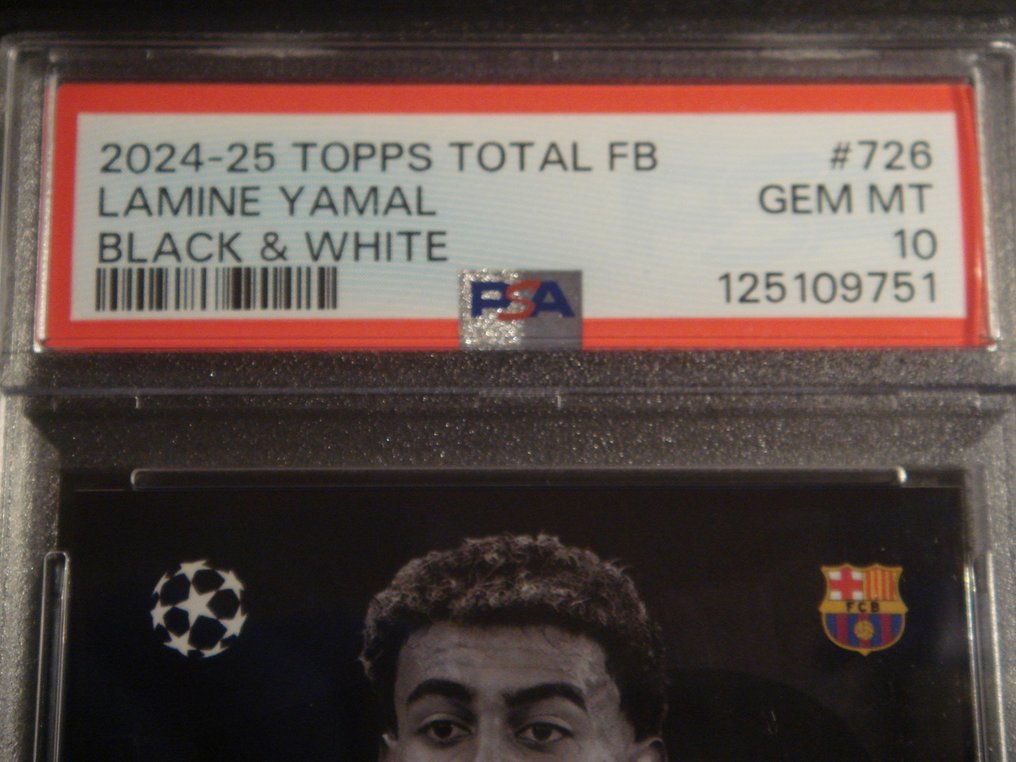 2024-25 TOPPS TOTAL FB #726
LAMINE YAMAL GEM MT
BLACK & WHITE 10
PSA 125109751
FCB